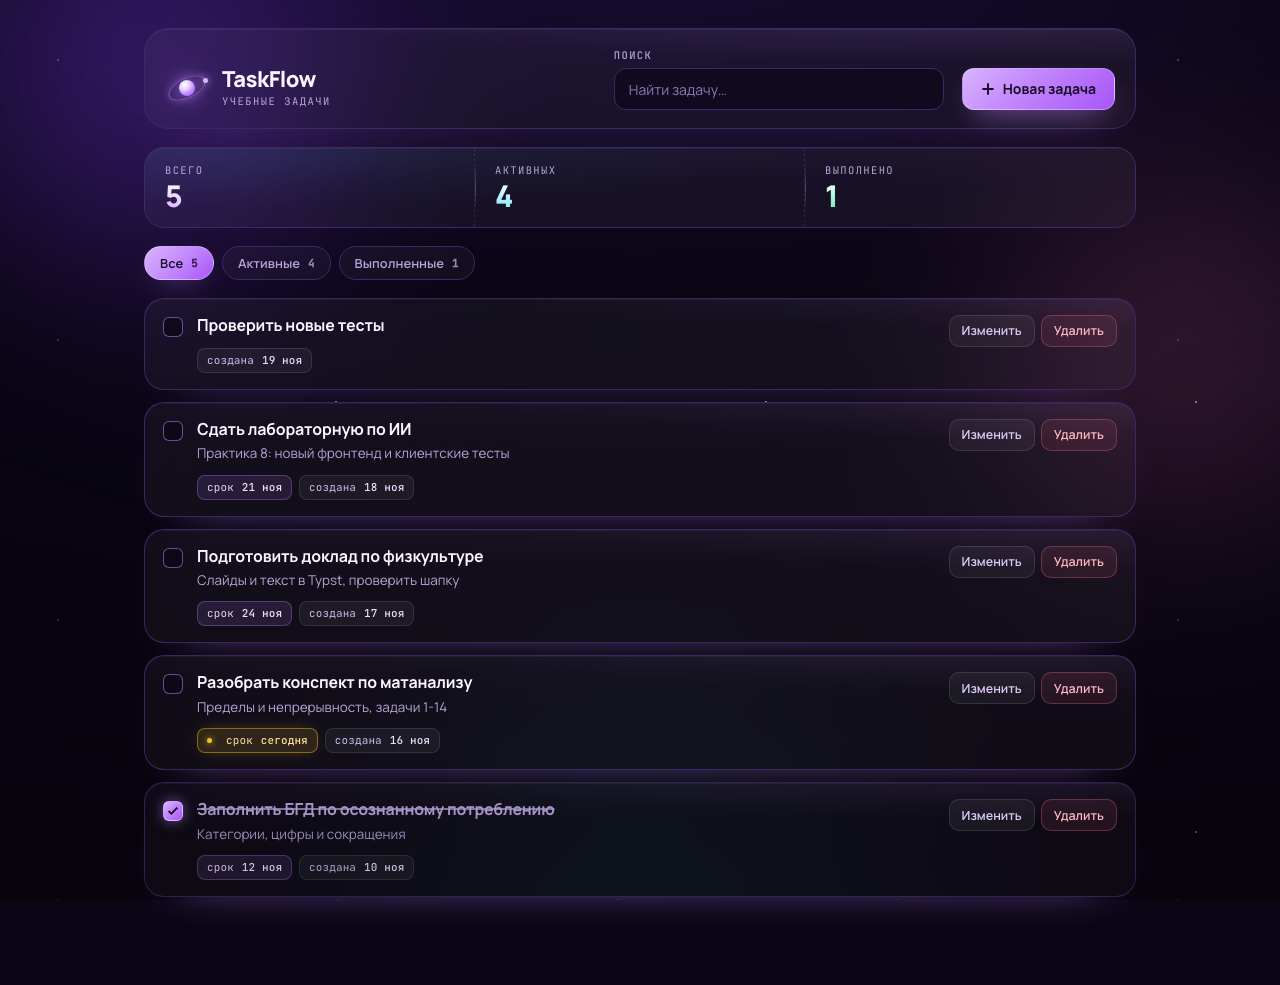 TaskFlow
УЧЕБНЫЕ ЗАДАЧИ
ПОИСК
Найти задачу…
Новая задача
ВСЕГО
5
АКТИВНЫХ
4
ВЫПОЛНЕНО
1
Все 5
Активные 4
Выполненные 1
Проверить новые тесты
создана 19 ноя
Изменить
Удалить
Сдать лабораторную по ИИ
Практика 8: новый фронтенд и клиентские тесты
срок 21 ноя
создана 18 ноя
Изменить
Удалить
Подготовить доклад по физкультуре
Слайды и текст в Typst, проверить шапку
срок 24 ноя
создана 17 ноя
Изменить
Удалить
Разобрать конспект по матанализу
Пределы и непрерывность, задачи 1-14
срок сегодня
создана 16 ноя
Изменить
Удалить
Заполнить БГД по осознанному потреблению
Категории, цифры и сокращения
срок 12 ноя
создана 10 ноя
Изменить
Удалить